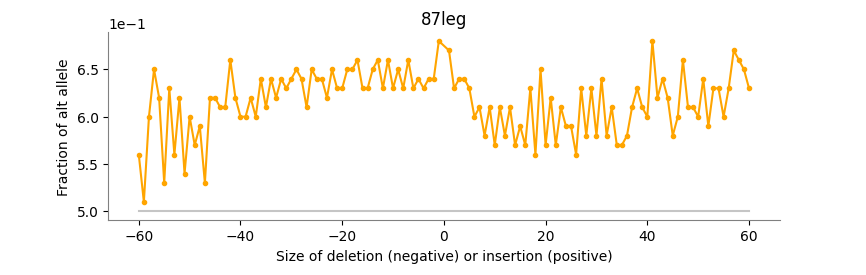 87leg
1e−1
6.5
6.0
5.5
5.0
Fraction of alt allele
−60
−40
−20
0
20
40
60
Size of deletion (negative) or insertion (positive)